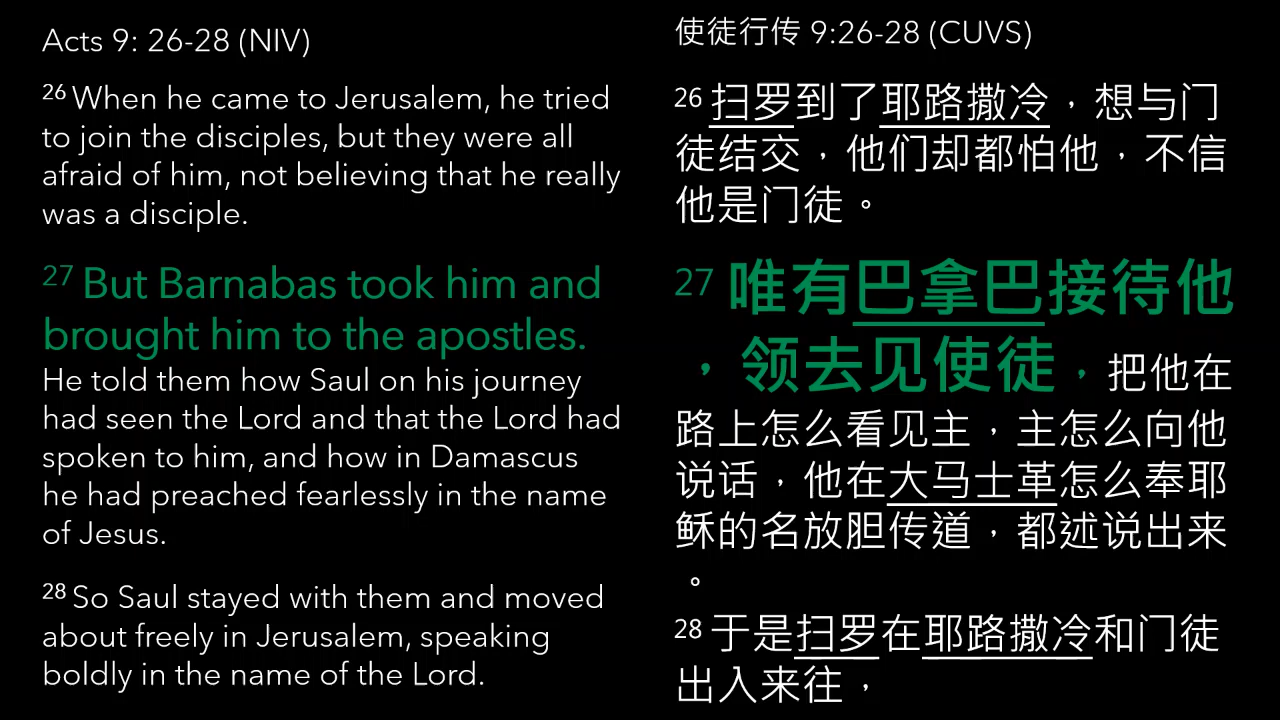 Acts 9: 26-28 (NIV)
26 When he came to Jerusalem, he tried
to join the disciples, but they were all
afraid of him, not believing that he really
was a disciple.
27 But Barnabas took him and
brought him to the apostles.
He told them how Saul on his journey
had seen the Lord and that the Lord had
spoken to him, and how in Damascus
he had preached fearlessly in the name
of Jesus.
28 So Saul stayed with them and moved
about freely in Jerusalem, speaking
boldly in the name of the Lord.
使徒行传 9:26-28 (CUVS)
26 扫罗到了耶路撒冷，想与门
徒结交，他们却都怕他，不信
他是门徒。
27 唯有巴拿巴接待他
，领去见使徒，把他在
路上怎么看见主，主怎么向他
说话，他在大马士革怎么奉耶
稣的名放胆传道，都述说出来
。
28 于是扫罗在耶路撒冷和门徒
出入来往，